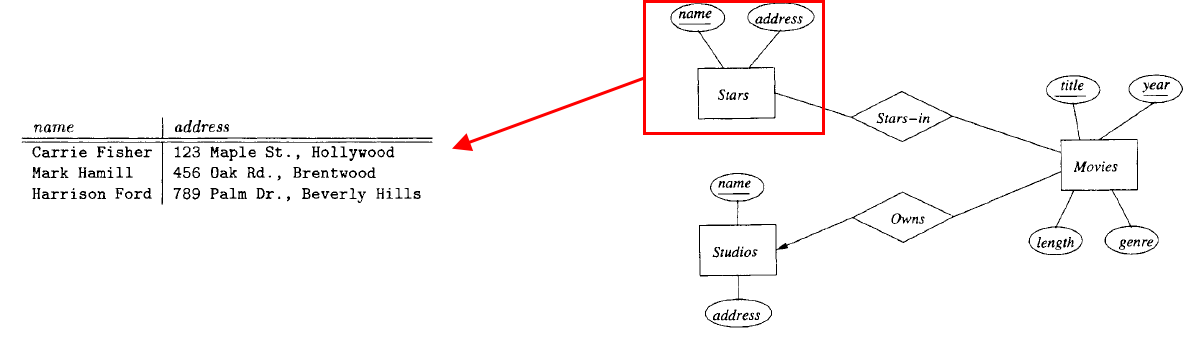 name address
Carrie Fisher 123 Maple St., Hollywood
Mark Hamill 456 Oak Rd., Brentwood
Harrison Ford 789 Palm Dr., Beverly Hills
name address
Stars
Stars-in
title year
Movies
length genre
name
Owns
Studios
address